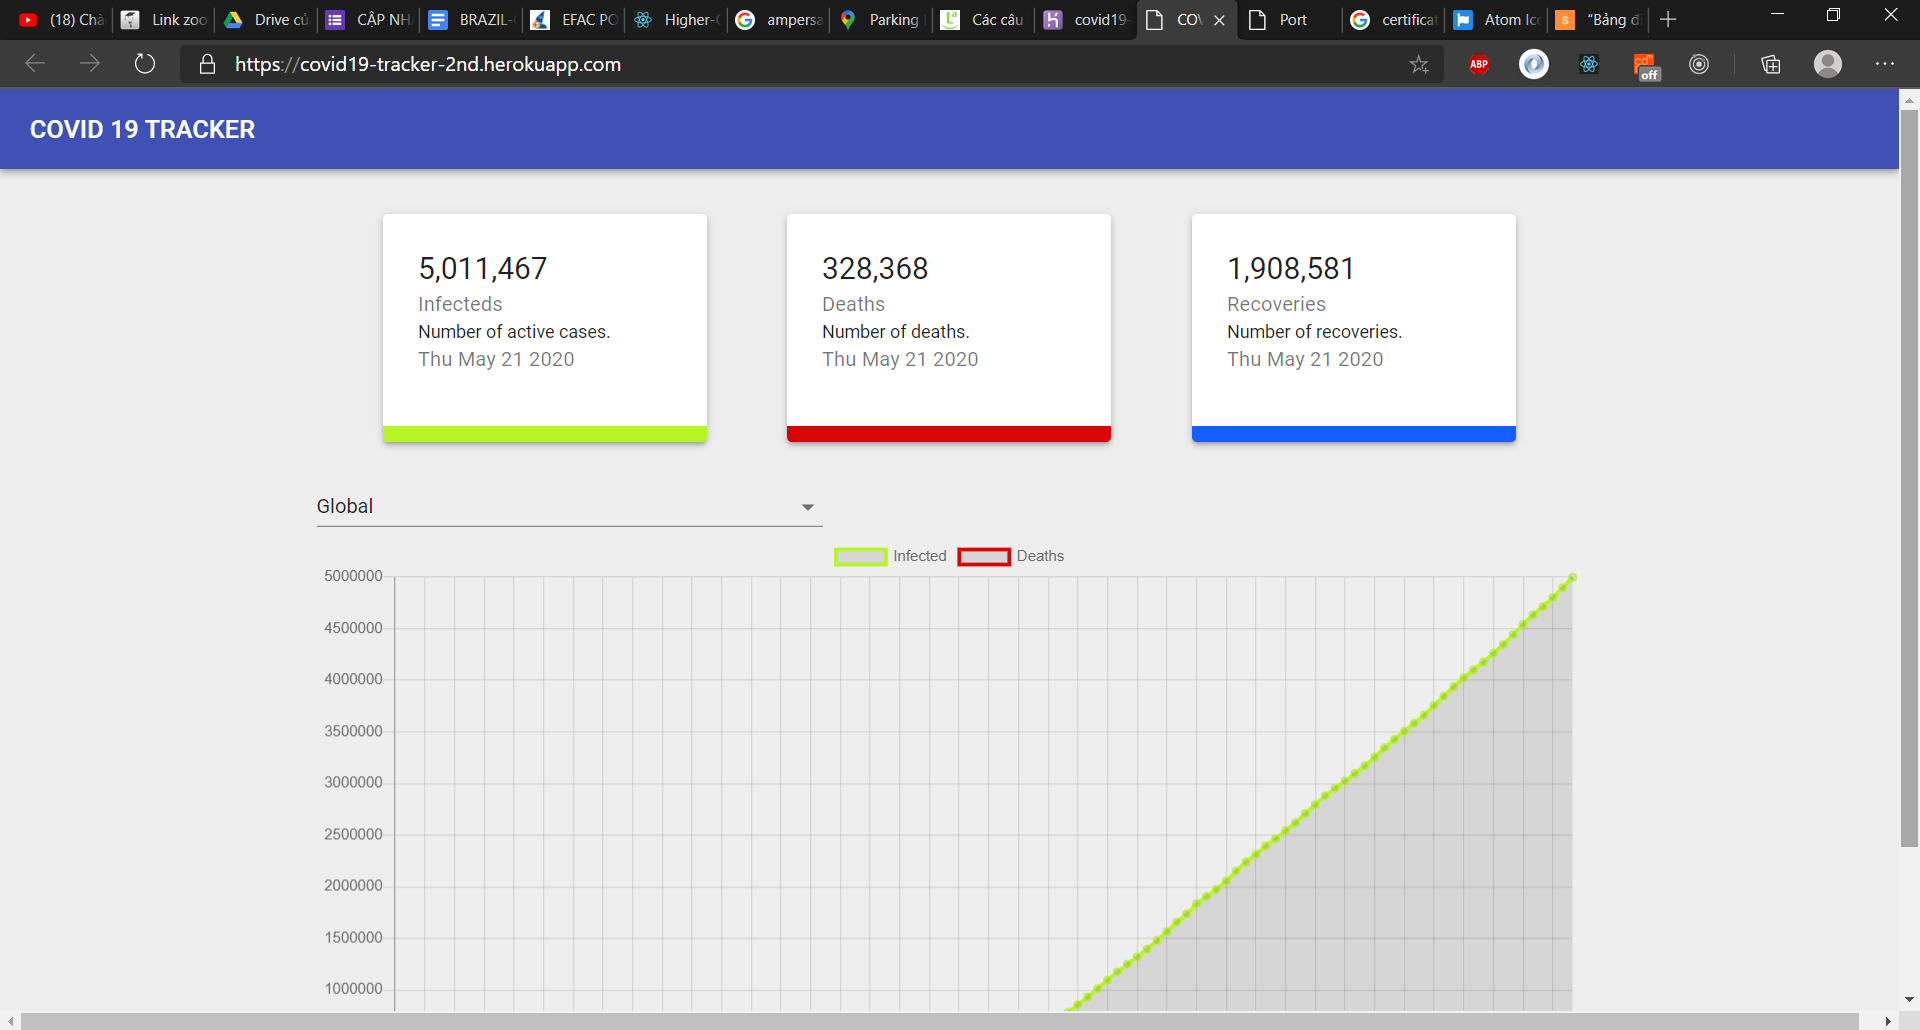 (18) Chà
Link zoo
Drive củ
CẬP NH
BRAZIL-
EFAC PO
Higher-
ampersa
Parking
Các câu
covid19-
CO
Port
certificat
Atom Ic
"Bảng đ
https://covid19-tracker-2nd.herokuapp.com
ABP
off
COVID 19 TRACKER
5,011,467
Infecteds
Number of active cases.
Thu May 21 2020
328,368
Deaths
Number of deaths.
Thu May 21 2020
1,908,581
Recoveries
Number of recoveries.
Thu May 21 2020
Global
Infected
Deaths
5000000
4500000
4000000
3500000
3000000
2500000
2000000
1500000
1000000